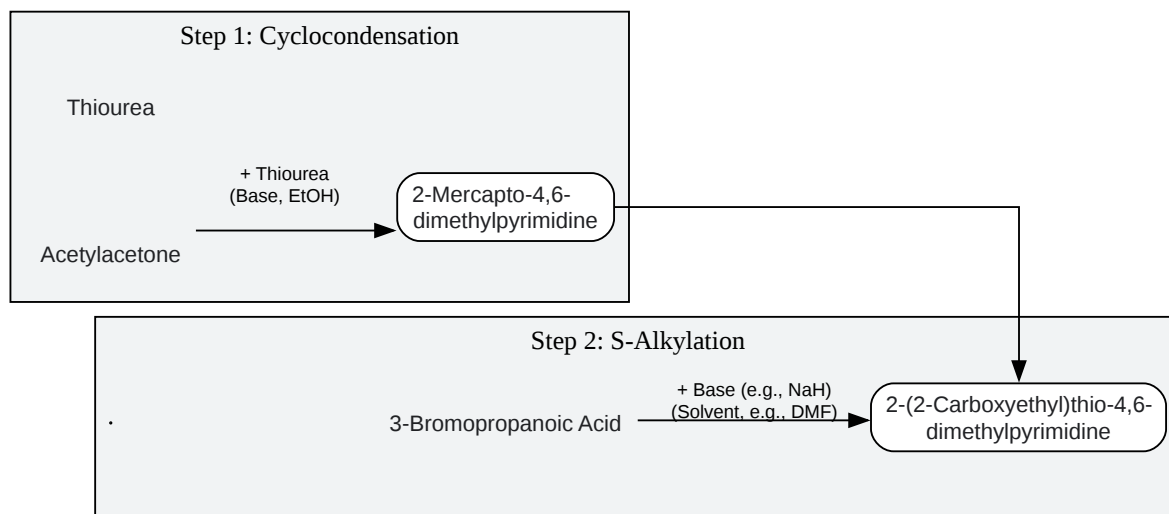 Step 1: Cyclocondensation
Thiourea
+ Thiourea
(Base, EtOH)
2-Mercapto-4,6-
dimethylpyrimidine
Acetylacetone
Step 2: S-Alkylation
+ Base (e.g., NaH)
(Solvent, e.g., DMF)
3-Bromopropanoic Acid
2-(2-Carboxyethyl)thio-4,6-
dimethylpyrimidine
.